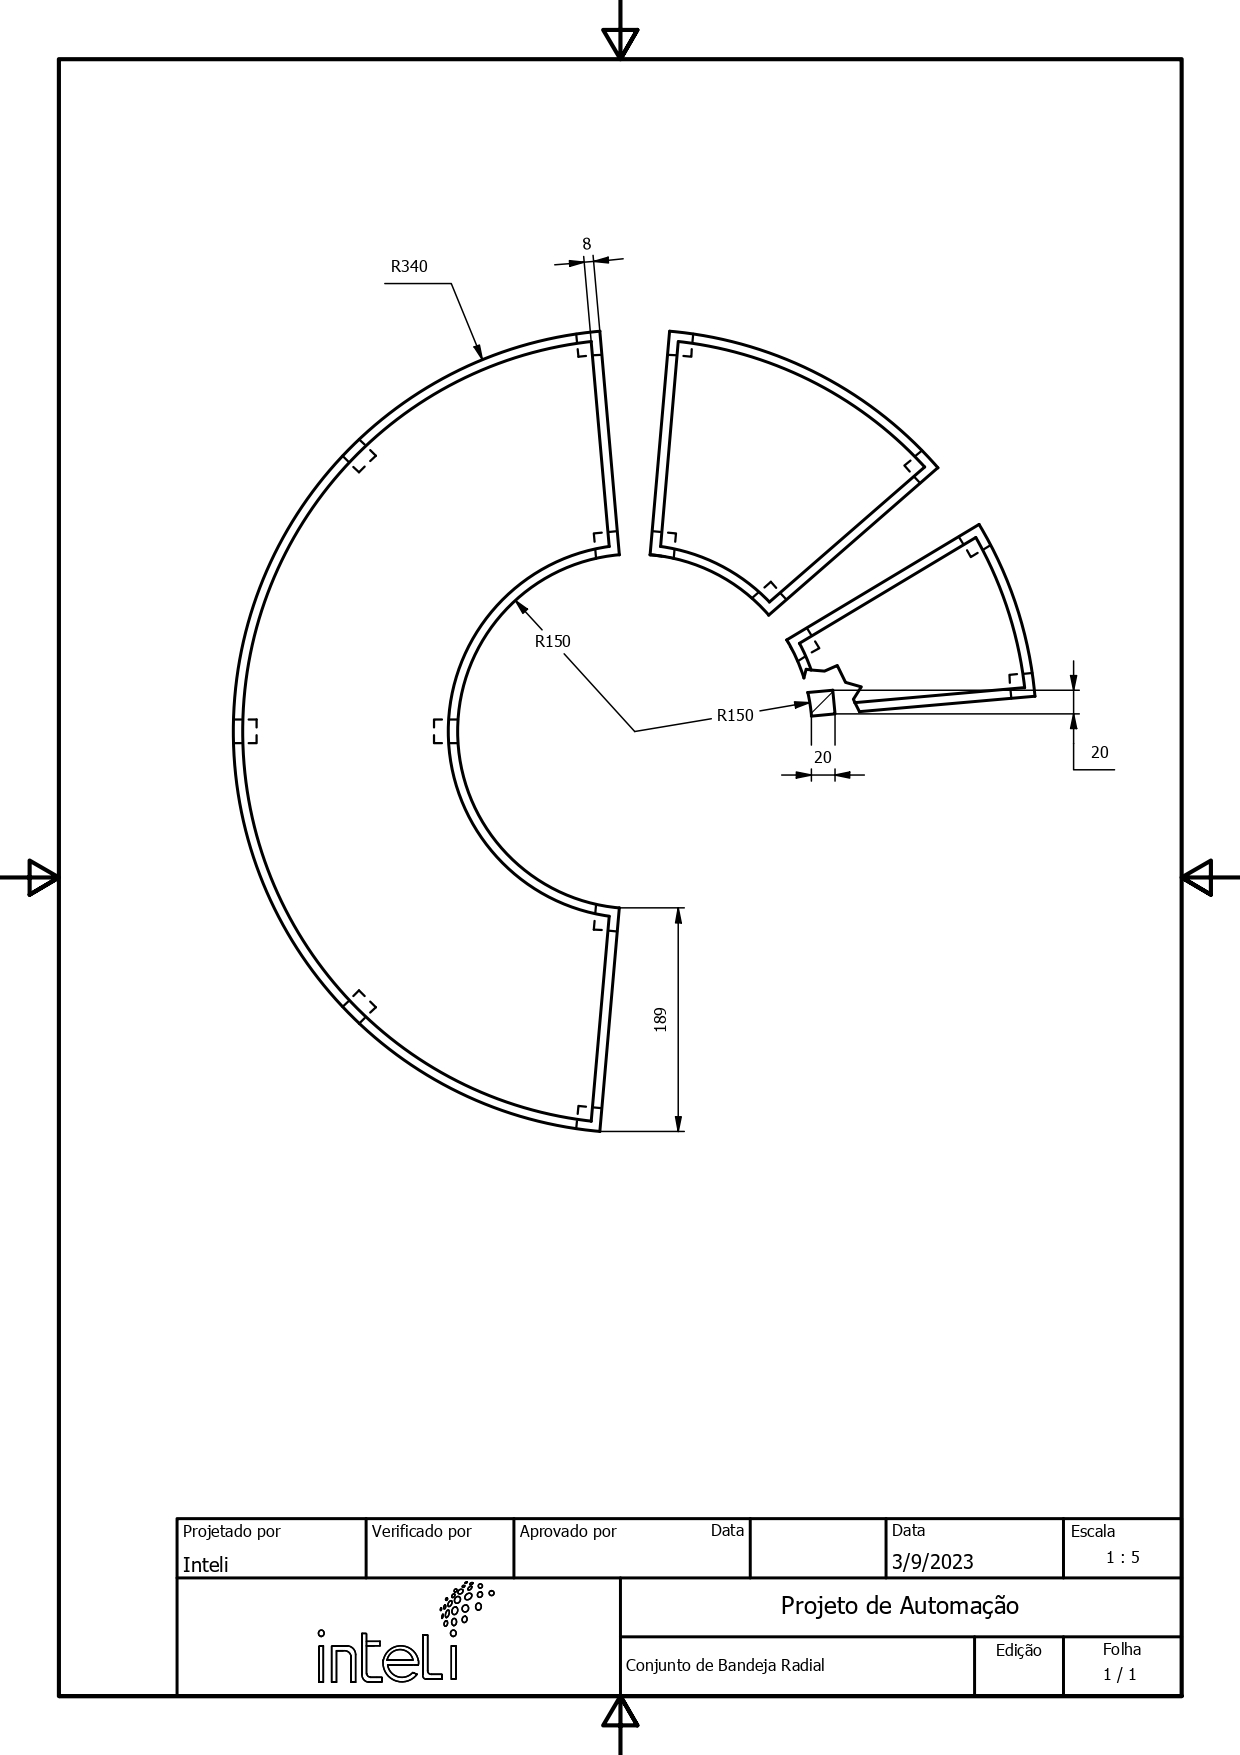 8
R340
R150
R150
20
20
189
Projetado por
Inteli
Verificado por
Aprovado por
Data
Data
3/9/2023
Escala
1 : 5
inteli
Projeto de Automação
Conjunto de Bandeja Radial
Edição
Folha
1 / 1